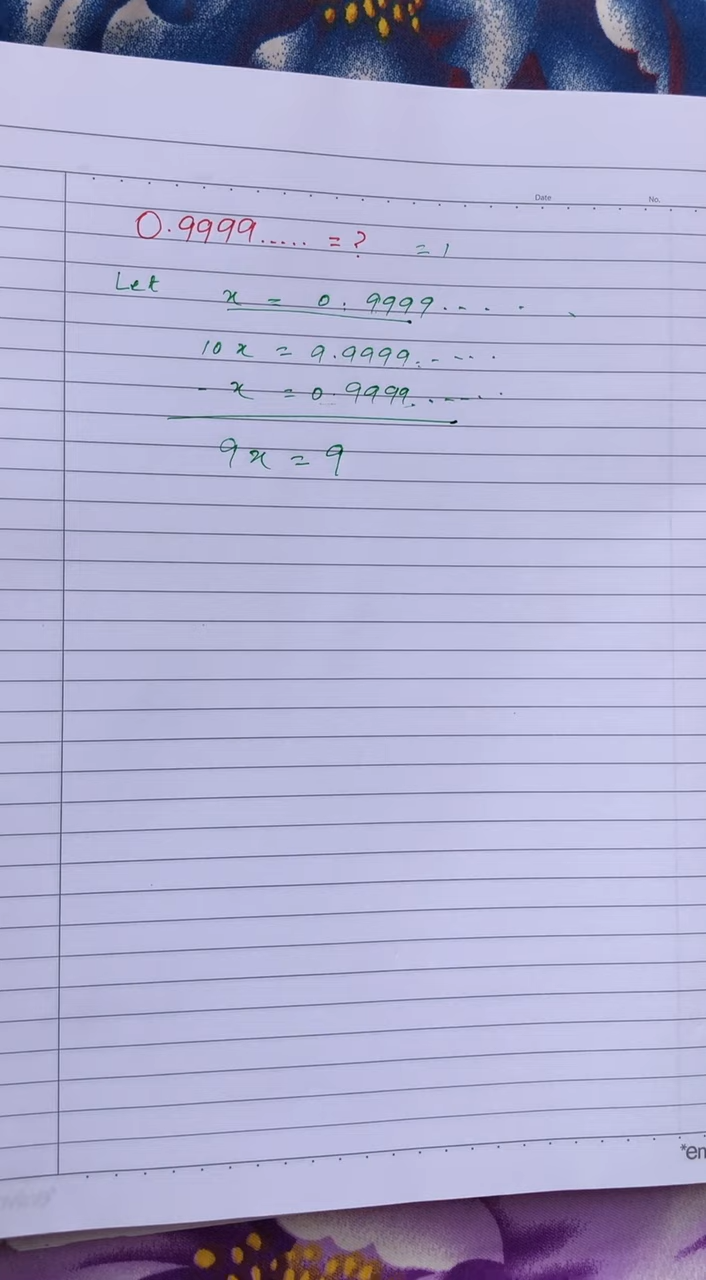 Date No.
0.9999..... = ? = 1
Let x = 0.9999.....
10x = 9.9999.....
- x = 0.9999.....
9x = 9